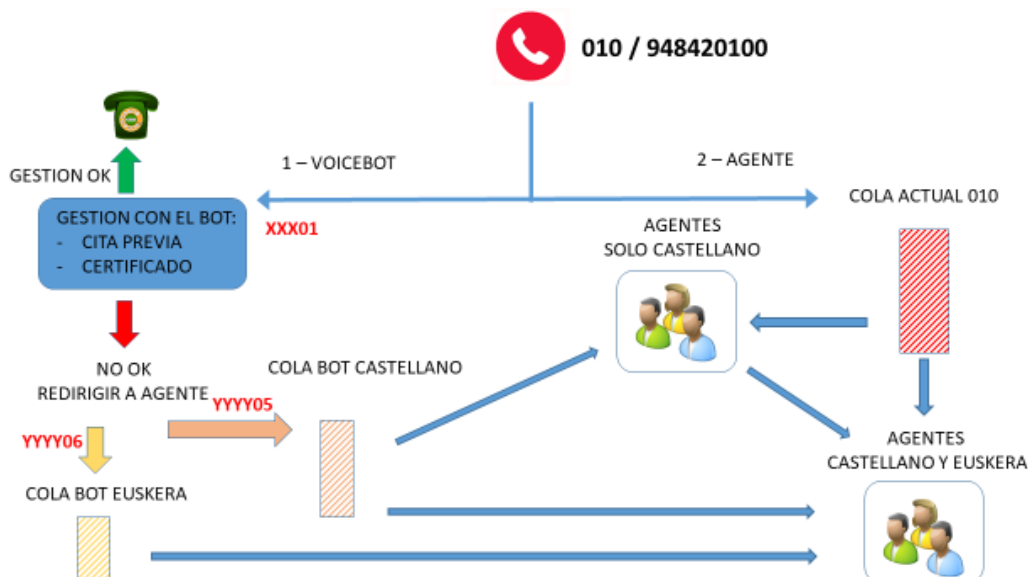 010 / 948420100
1 – VOICEBOT
2 – AGENTE
GESTION OK
COLA ACTUAL 010
GESTION CON EL BOT:
- CITA PREVIA
- CERTIFICADO
XXX01
AGENTES
SOLO CASTELLANO
NO OK
REDIRIGIR A AGENTE
COLA BOT CASTELLANO
YYYY05
YYYY06
AGENTES
CASTELLANO Y EUSKERA
COLA BOT EUSKERA